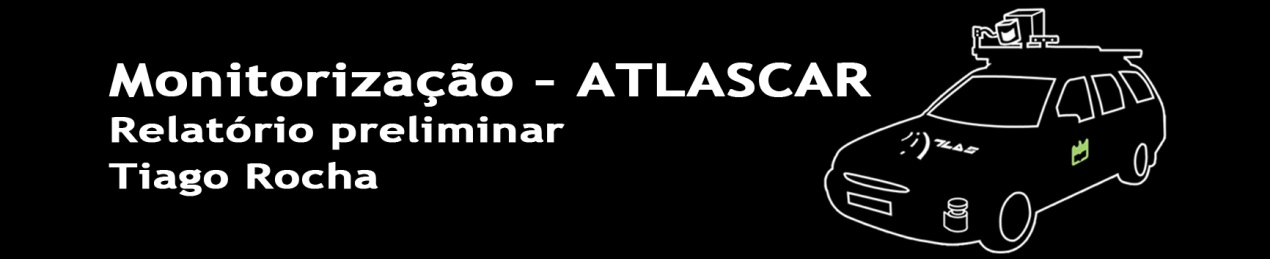 Monitorização - ATLASCAR
Relatório preliminar
Tiago Rocha